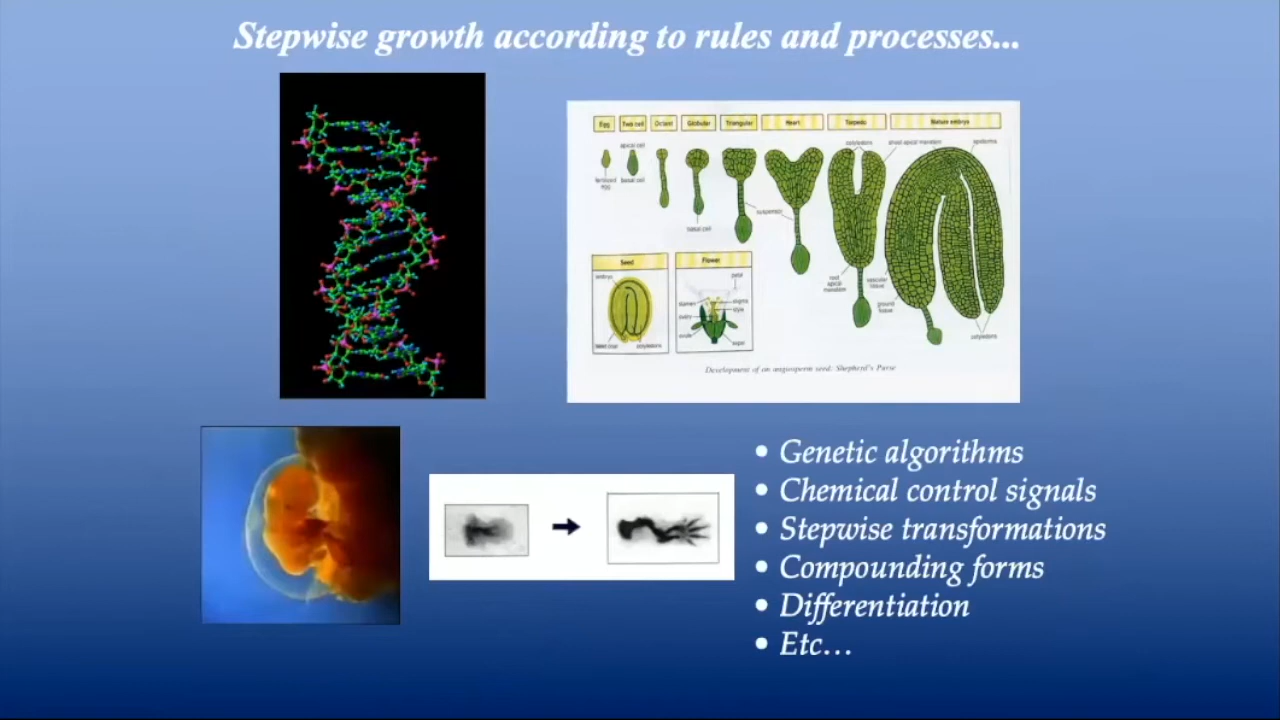 Stepwise growth according to rules and processes...
Egg
Two cell
Octant
Globular
Triangular
Heart
Torpedo
Mature embryo
apical cell
cotyledons
shoot apical meristem
epidermis
fertilized
egg
basal cell
suspensor
basal cell
root
apical
meristem
vascular
tissue
ground
tissue
cotyledons
Seed
Flower
embryo
petal
stamen
stigma
style
ovary
ovule
sepal
seed coat
cotyledons
Development of an angiosperm seed: Shepherd's Purse
• Genetic algorithms
• Chemical control signals
• Stepwise transformations
• Compounding forms
• Differentiation
• Etc...